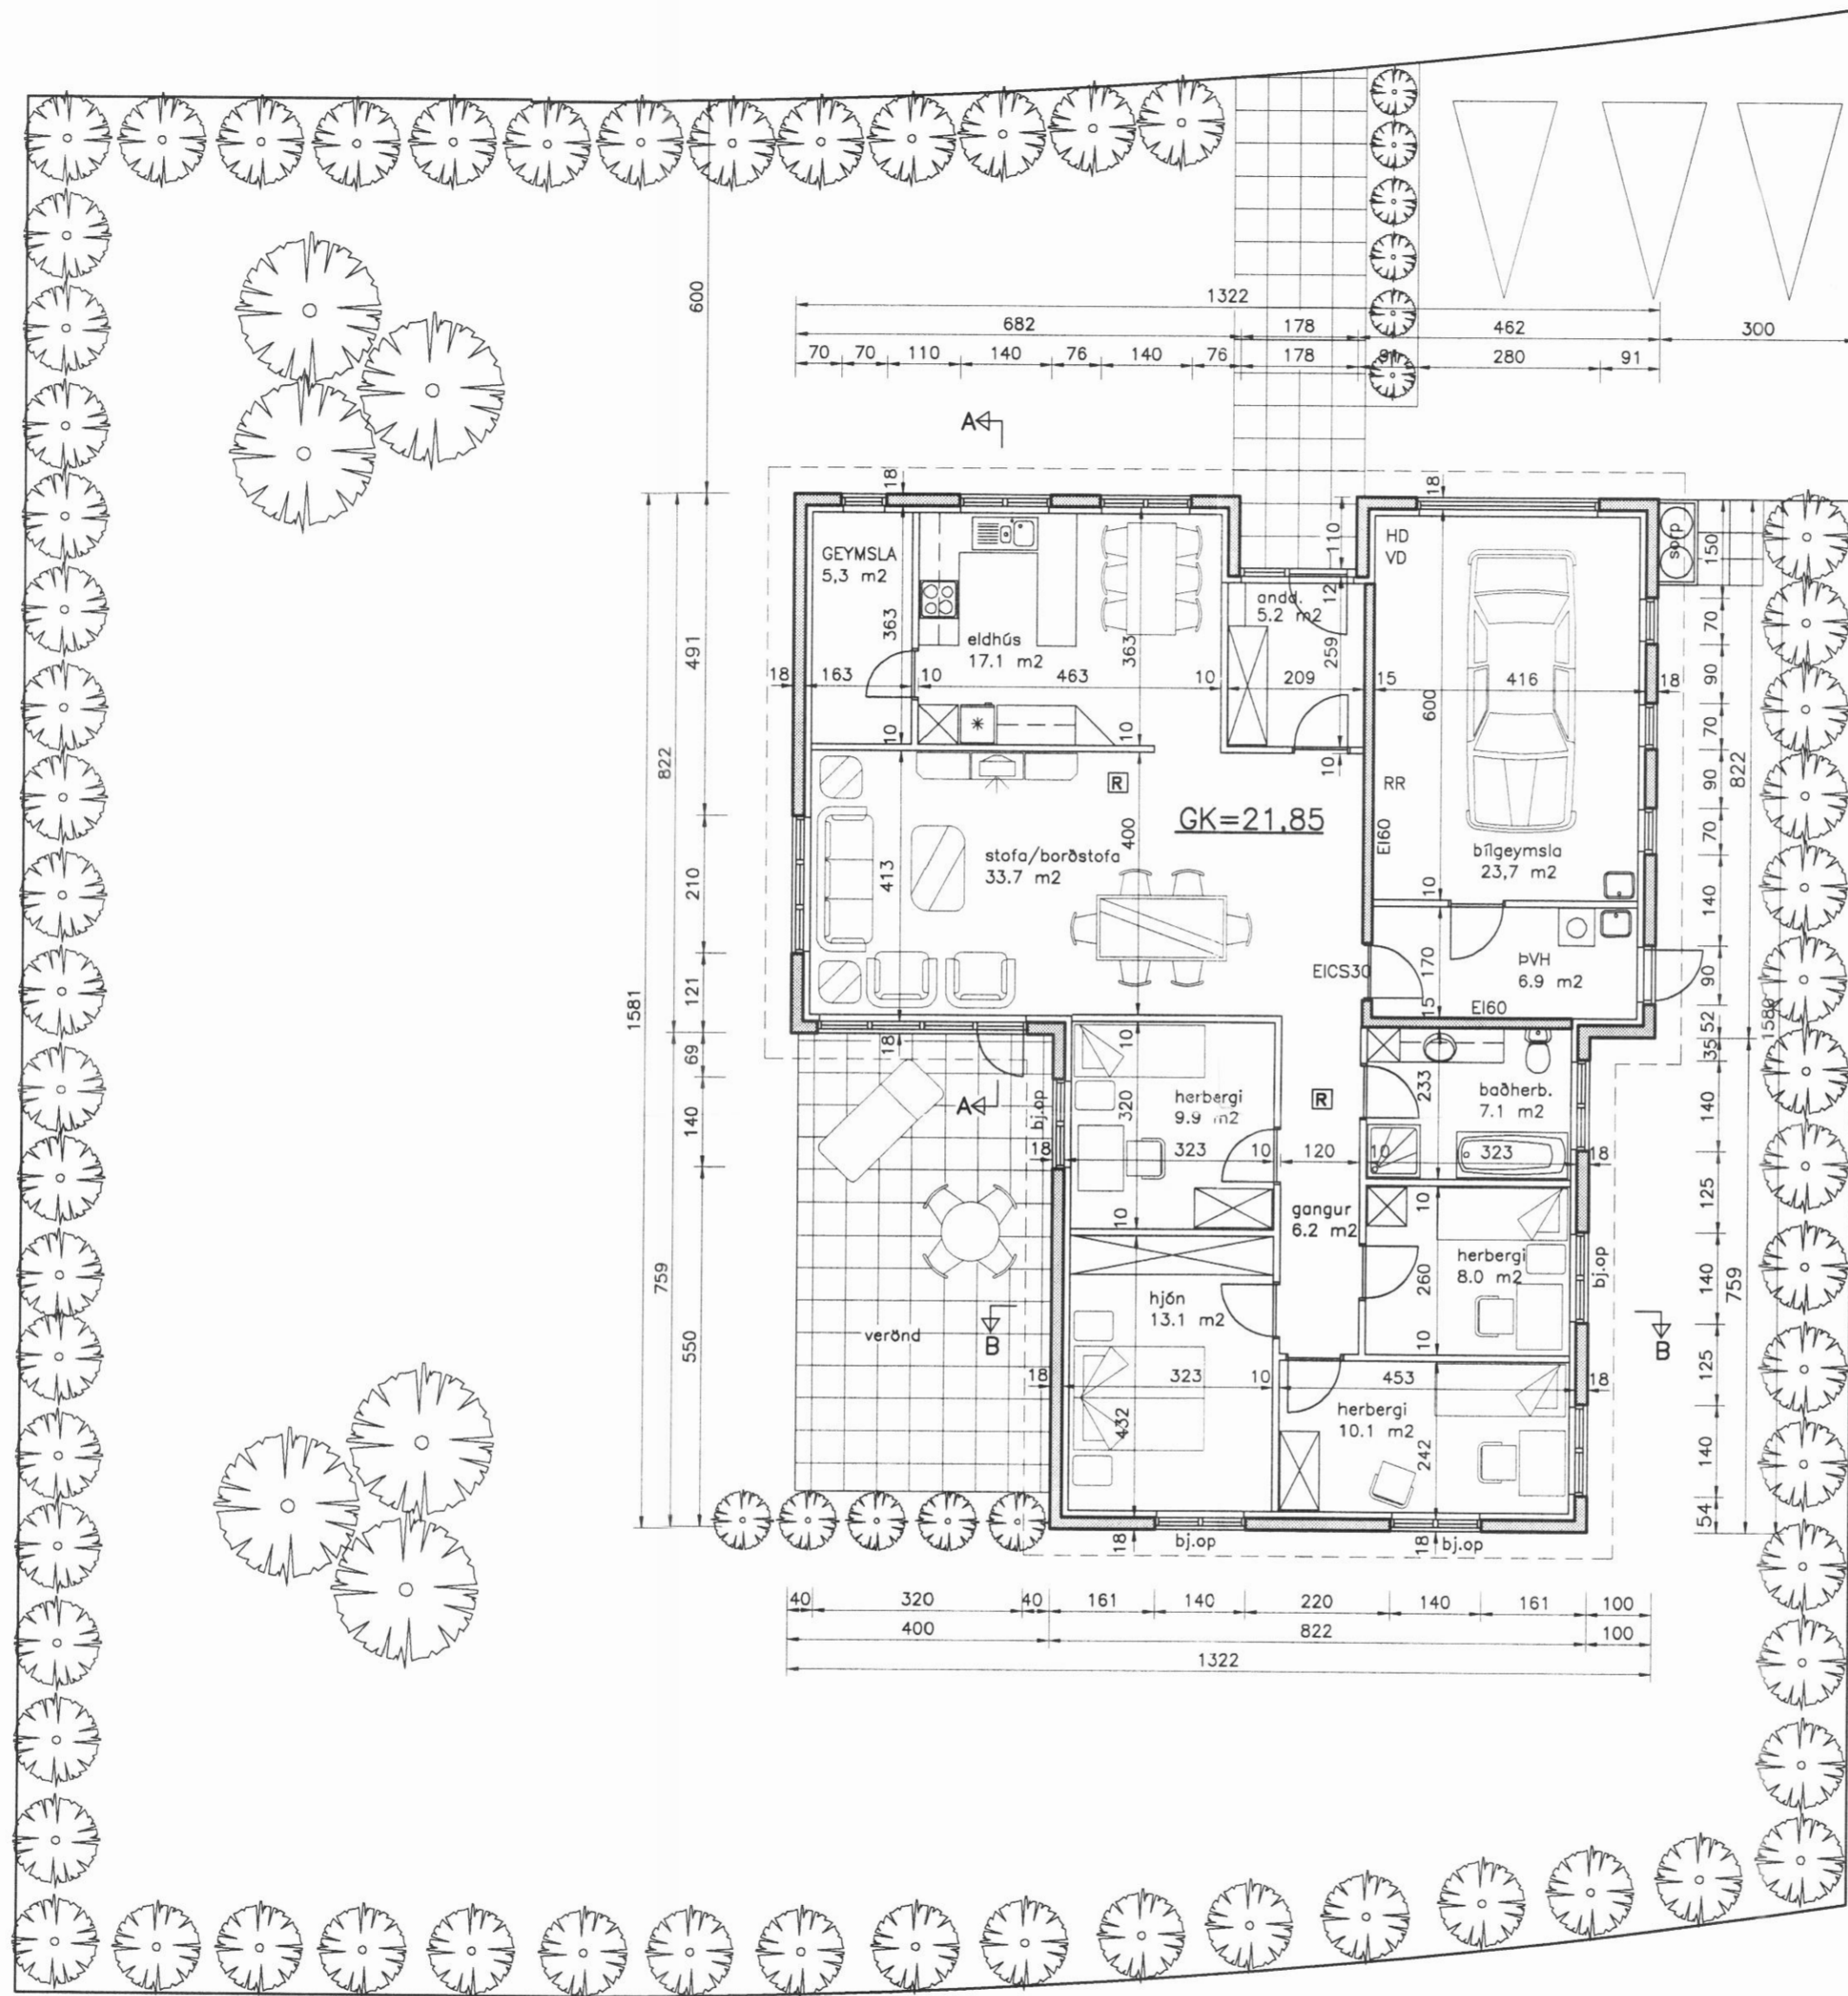 600
1322
682 178 462 300
70 70 110 140 76 140 76 178 91 280 91
A
18
18
110
GEYMSLA
5,3 m2
363
eldhús
17.1 m2
363
andd.
5.2 m2
12
259
HD
VD
sorp
150
18 163 10 463 10 209 15 416 18
600
10
10
10
R
RR
EI60
GK=21,85
stofa/borðstofa
33.7 m2
413
400
bílgeymsla
23,7 m2
10
EICS30
170
ÞVH
6.9 m2
15
EI60
491
822
210
121
1581
69
140
759
550
70
90
70
90
70
822
140
90
52
1580
35
140
125
140
759
125
140
54
18
A
bj.op
10
320
herbergi
9.9 m2
R
233
baðherb.
7.1 m2
18 323 10 120 10 323 18
10
gangur
6.2 m2
10
herbergi
8.0 m2
260
bj.op
10
hjón
13.1 m2
verönd
B
B
18 323 10 453 18
432
herbergi
10.1 m2
242
18 bj.op
18 bj.op
40 320 40 161 140 220 140 161 100
400 822 100
1322